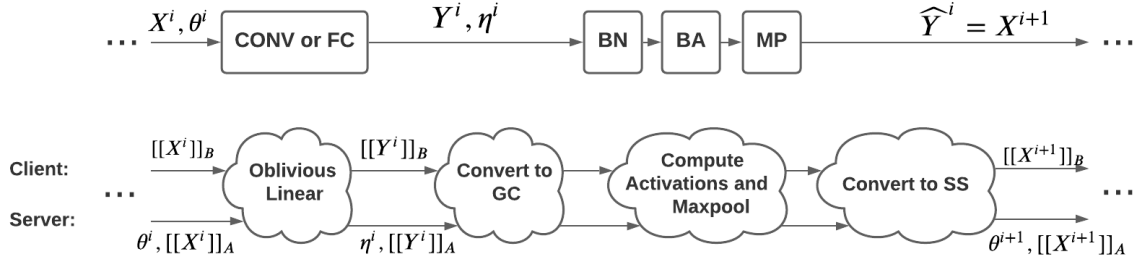 ... X^i, θ^i CONV or FC Y^i, η^i BN BA MP Ŷ^i = X^{i+1} ...
Client: [[X^i]]_B Oblivious Linear [[Y^i]]_B Convert to GC Compute Activations and Maxpool Convert to SS [[X^{i+1}]]_B
... ...
Server: θ^i, [[X^i]]_A η^i, [[Y^i]]_A θ^{i+1}, [[X^{i+1}]]_A